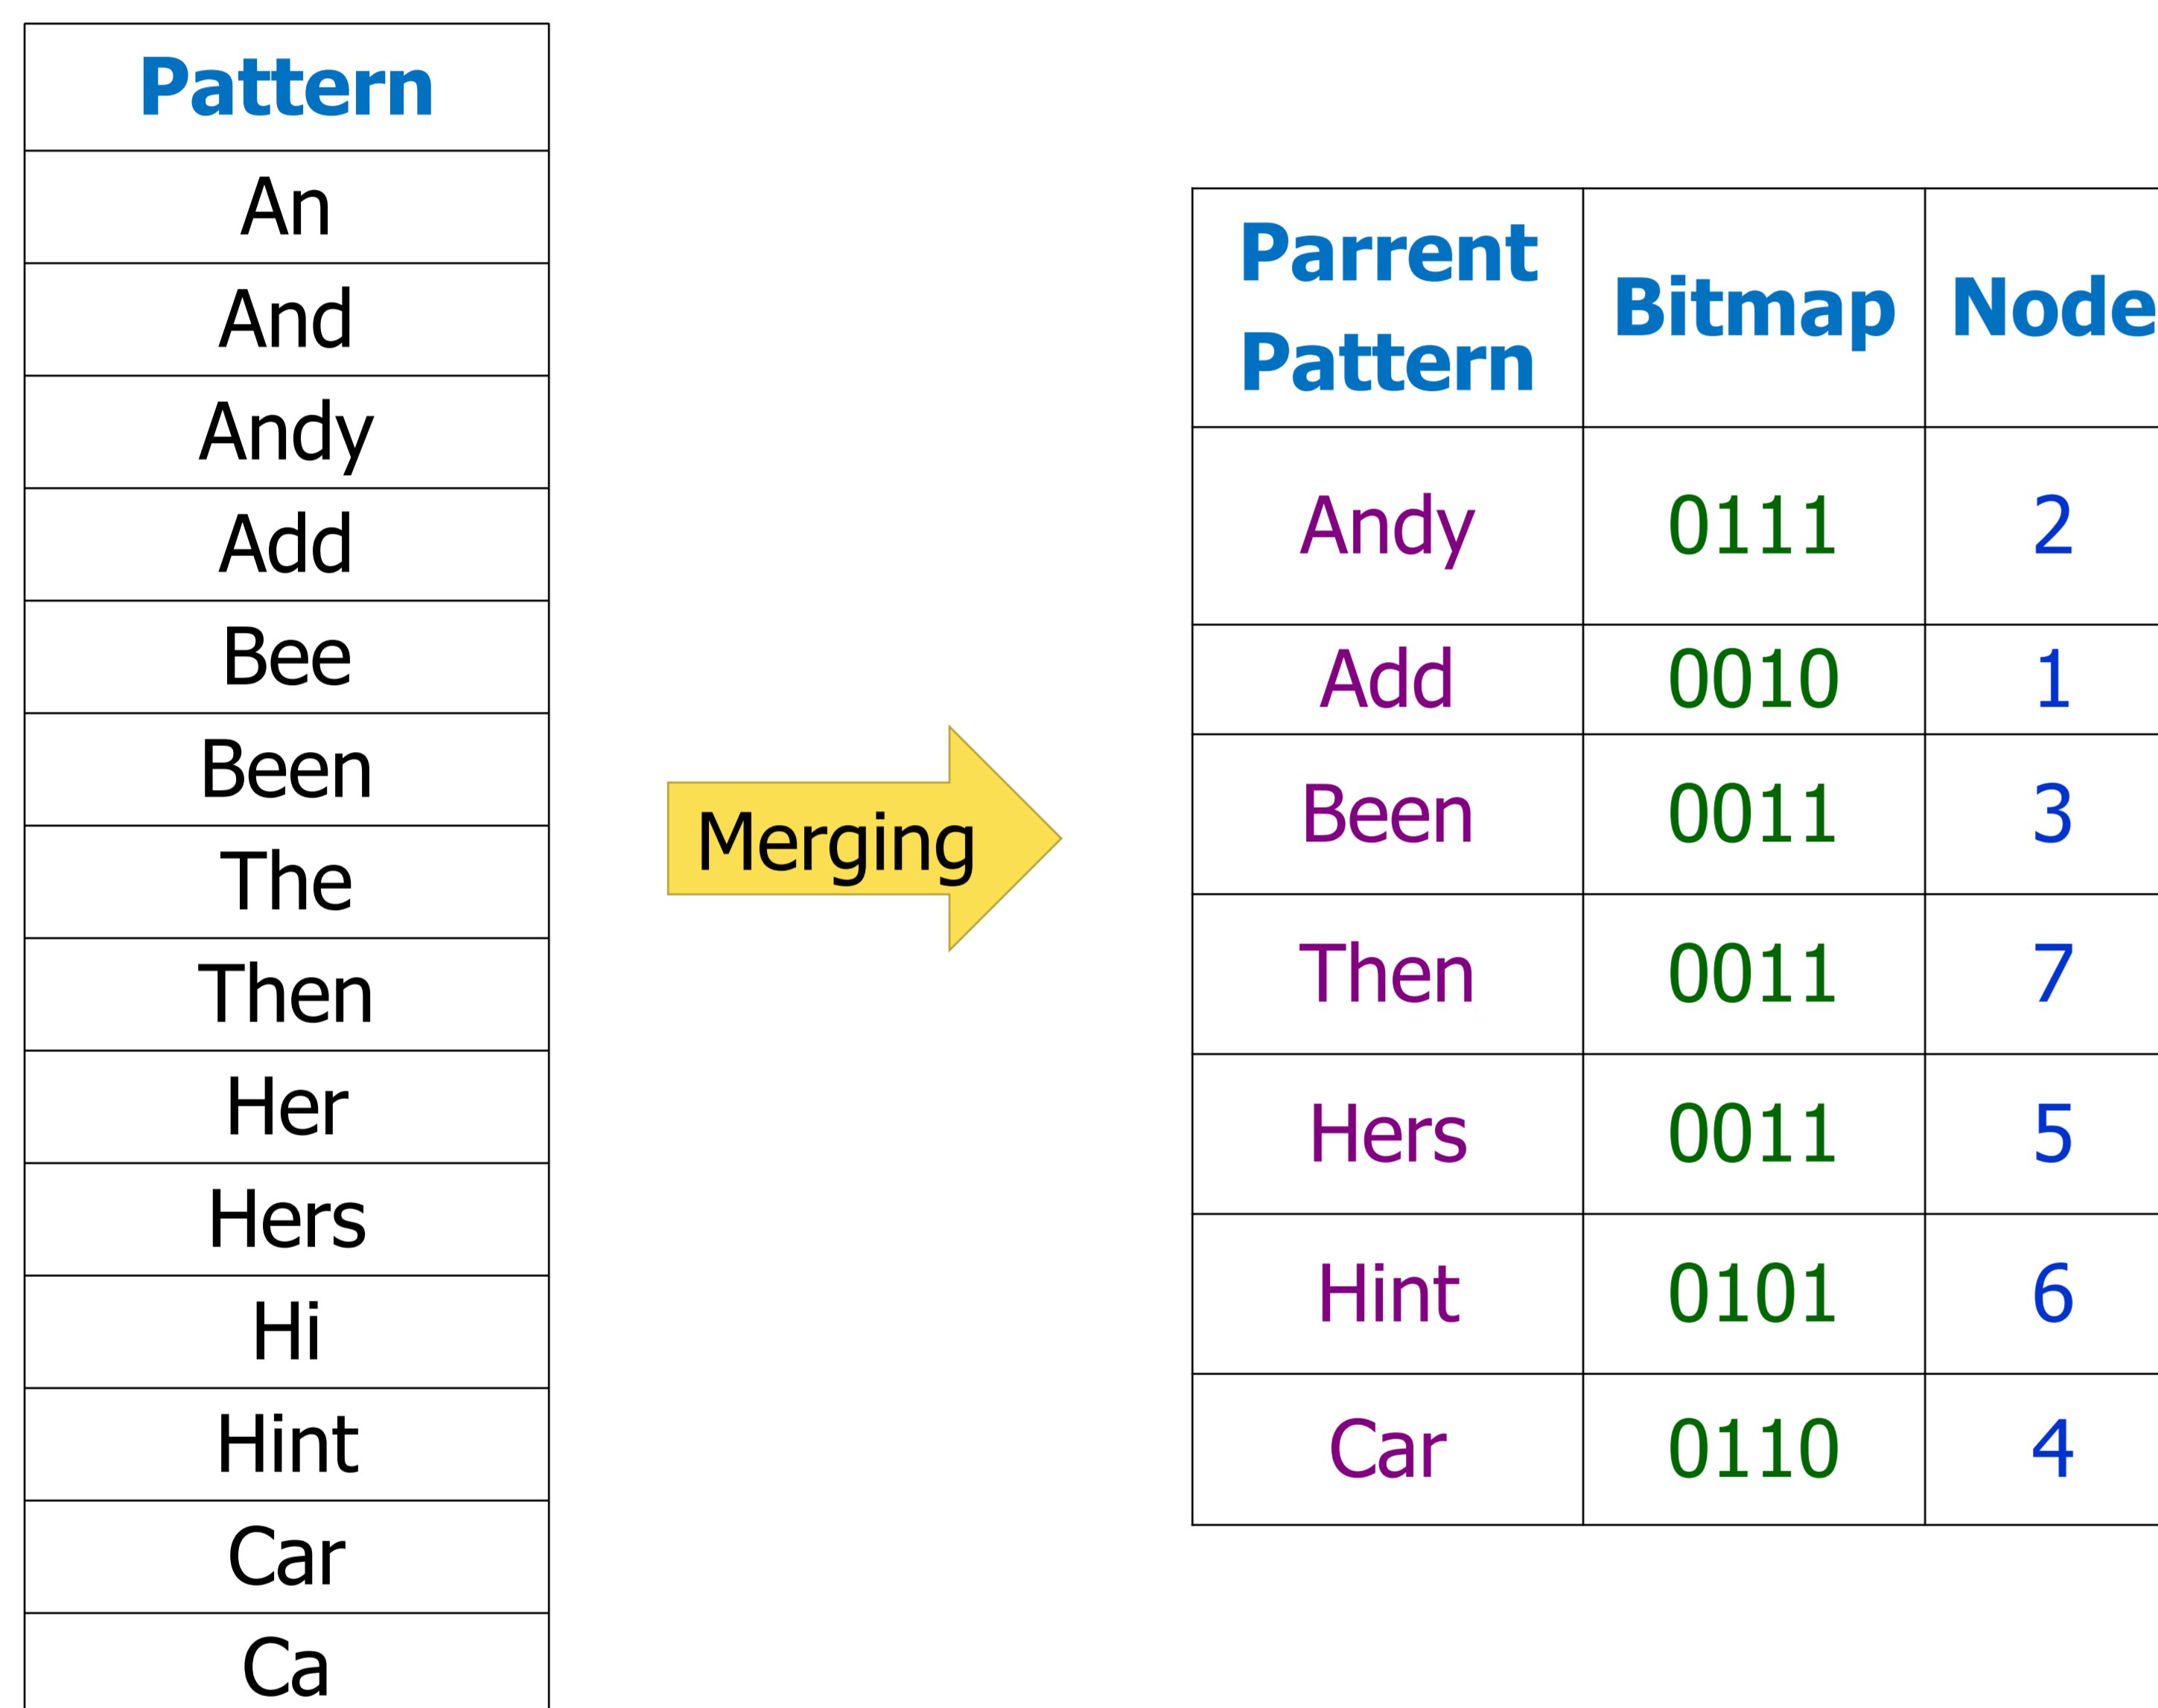 Pattern
An
And
Andy
Add
Bee
Been
The
Then
Her
Hers
Hi
Hint
Car
Ca
Merging
Parrent
Pattern
Bitmap
Node
Andy 0111 2
Add 0010 1
Been 0011 3
Then 0011 7
Hers 0011 5
Hint 0101 6
Car 0110 4